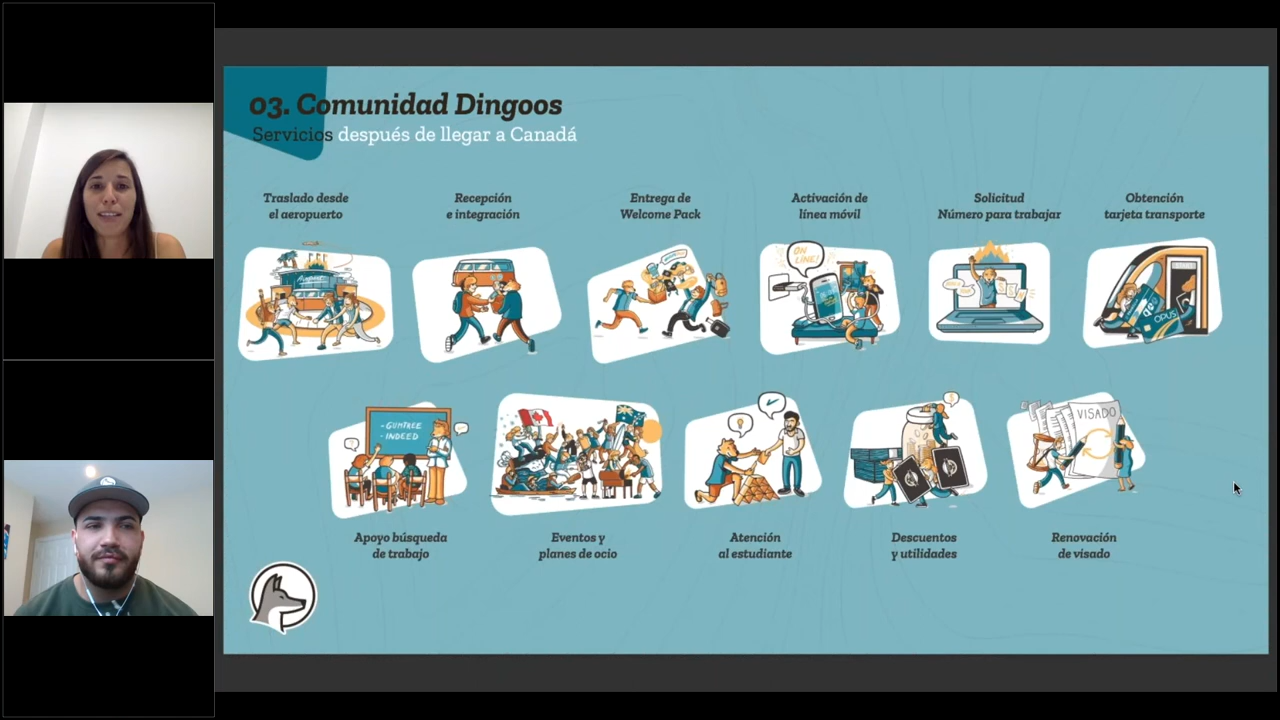 03. Comunidad Dingoos
Servicios después de llegar a Canadá
Traslado desde
el aeropuerto
Recepción
e integración
Entrega de
Welcome Pack
Activación de
línea móvil
Solicitud
Número para trabajar
Obtención
tarjeta transporte
ON
LINE!
OPUS
- GUMTREE
- INDEED
VISADO
Apoyo búsqueda
de trabajo
Eventos y
planes de ocio
Atención
al estudiante
Descuentos
y utilidades
Renovación
de visado